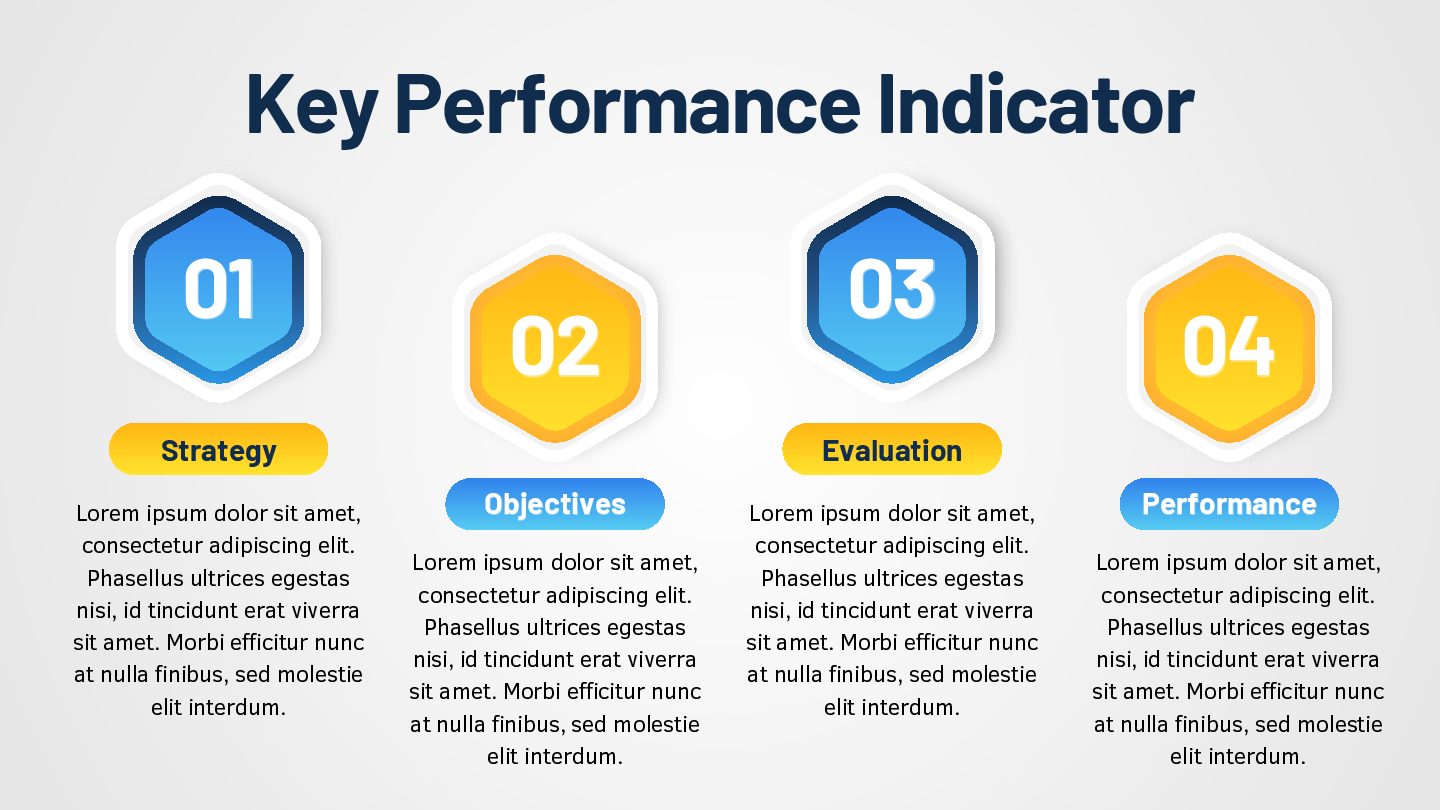 Key Performance Indicator
01
Strategy
Lorem ipsum dolor sit amet,
consectetur adipiscing elit.
Phasellus ultrices egestas
nisi, id tincidunt erat viverra
sit amet. Morbi efficitur nunc
at nulla finibus, sed molestie
elit interdum.
02
Objectives
Lorem ipsum dolor sit amet,
consectetur adipiscing elit.
Phasellus ultrices egestas
nisi, id tincidunt erat viverra
sit amet. Morbi efficitur nunc
at nulla finibus, sed molestie
elit interdum.
03
Evaluation
Lorem ipsum dolor sit amet,
consectetur adipiscing elit.
Phasellus ultrices egestas
nisi, id tincidunt erat viverra
sit amet. Morbi efficitur nunc
at nulla finibus, sed molestie
elit interdum.
04
Performance
Lorem ipsum dolor sit amet,
consectetur adipiscing elit.
Phasellus ultrices egestas
nisi, id tincidunt erat viverra
sit amet. Morbi efficitur nunc
at nulla finibus, sed molestie
elit interdum.